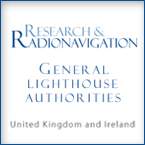 RESEARCH &
RADIONAVIGATION
GENERAL
LIGHTHOUSE
AUTHORITIES
United Kingdom and Ireland